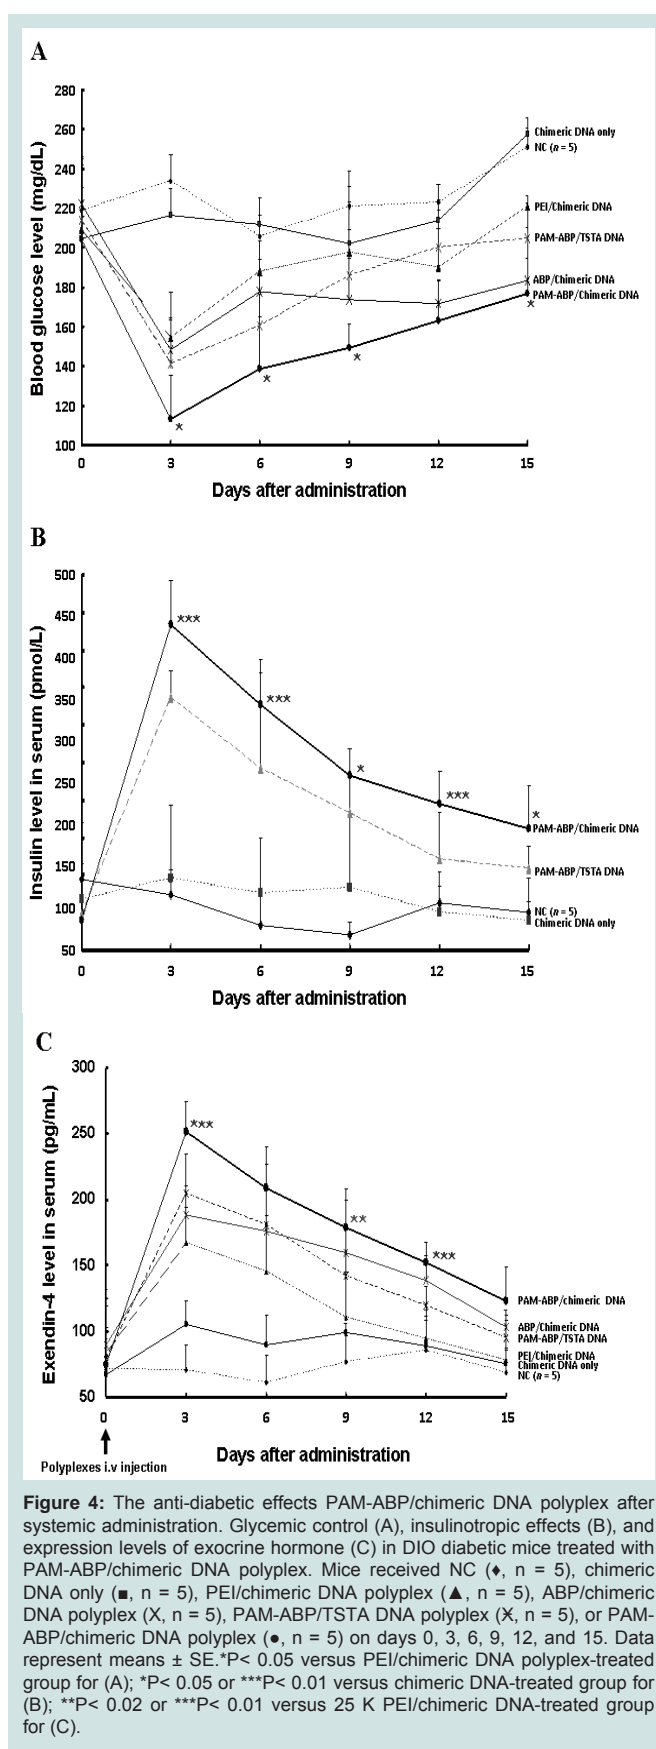 A
280
260
240
220
200
180
160
140
120
100
Blood glucose level (mg/dL)
Chimeric DNA only
NC (n = 5)
PEI/Chimeric DNA
PAM-ABP/TSTA DNA
ABP/Chimeric DNA
PAM-ABP/Chimeric DNA
*
*
*
*
0 3 6 9 12 15
Days after administration
B
500
450
400
350
300
250
200
150
100
50
Insulin level in serum (pmol/L)
***
***
*
***
*
PAM-ABP/Chimeric DNA
PAM-ABP/TSTA DNA
NC (n = 5)
Chimeric DNA only
0 3 6 9 12 15
Days after administration
C
300
250
200
150
100
50
Exendin-4 level in serum (pg/mL)
***
**
***
PAM-ABP/chimeric DNA
ABP/Chimeric DNA
PAM-ABP/TSTA DNA
PEI/Chimeric DNA
Chimeric DNA only
NC (n = 5)
0 3 6 9 12 15
Days after administration
Polyplexes i.v injection
Figure 4: The anti-diabetic effects PAM-ABP/chimeric DNA polyplex after
systemic administration. Glycemic control (A), insulinotropic effects (B), and
expression levels of exocrine hormone (C) in DIO diabetic mice treated with
PAM-ABP/chimeric DNA polyplex. Mice received NC (♦, n = 5), chimeric
DNA only (■, n = 5), PEI/chimeric DNA polyplex (▲, n = 5), ABP/chimeric
DNA polyplex (X, n = 5), PAM-ABP/TSTA DNA polyplex (Ӿ, n = 5), or PAM-
ABP/chimeric DNA polyplex (●, n = 5) on days 0, 3, 6, 9, 12, and 15. Data
represent means ± SE.*P< 0.05 versus PEI/chimeric DNA polyplex-treated
group for (A); *P< 0.05 or ***P< 0.01 versus chimeric DNA-treated group for
(B); **P< 0.02 or ***P< 0.01 versus 25 K PEI/chimeric DNA-treated group
for (C).